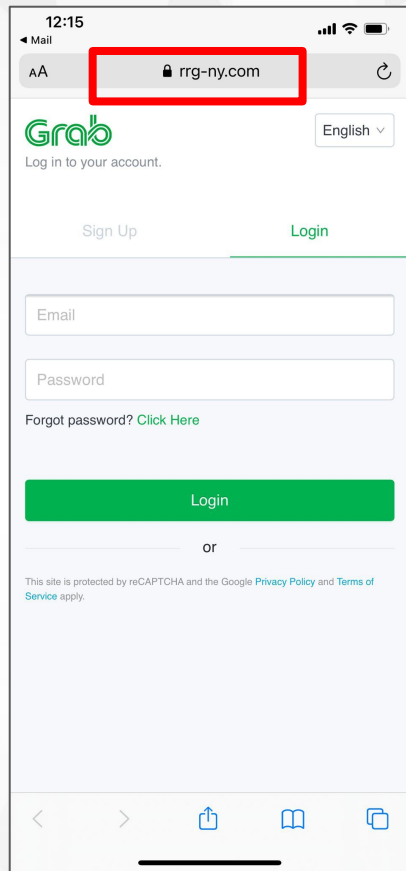 12:15
◀ Mail
AA
rrg-ny.com
Grab
English
Log in to your account.
Sign Up
Login
Email
Password
Forgot password? Click Here
Login
or
This site is protected by reCAPTCHA and the Google Privacy Policy and Terms of
Service apply.